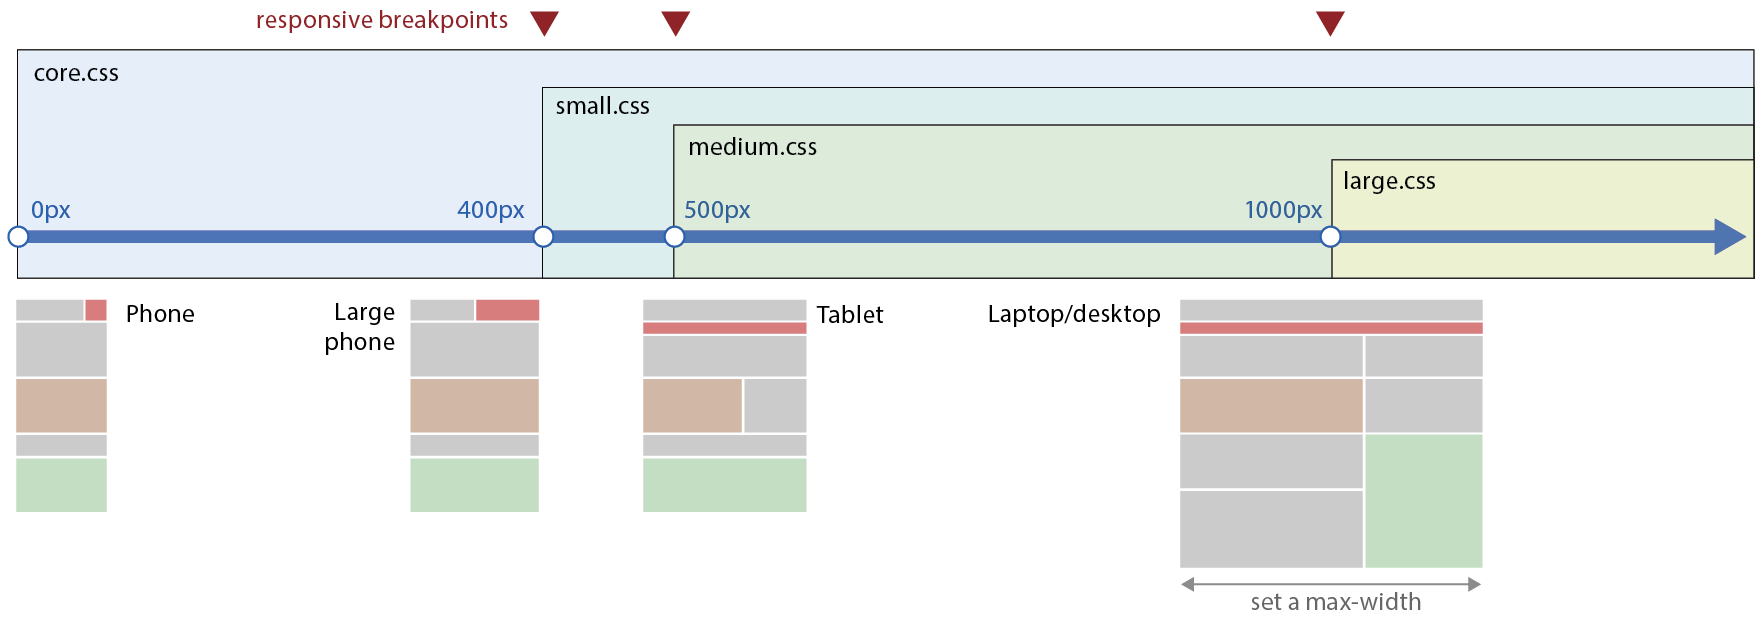 responsive breakpoints
core.css
small.css
medium.css
large.css
0px
400px
500px
1000px
Phone
Large
phone
Tablet
Laptop/desktop
set a max-width